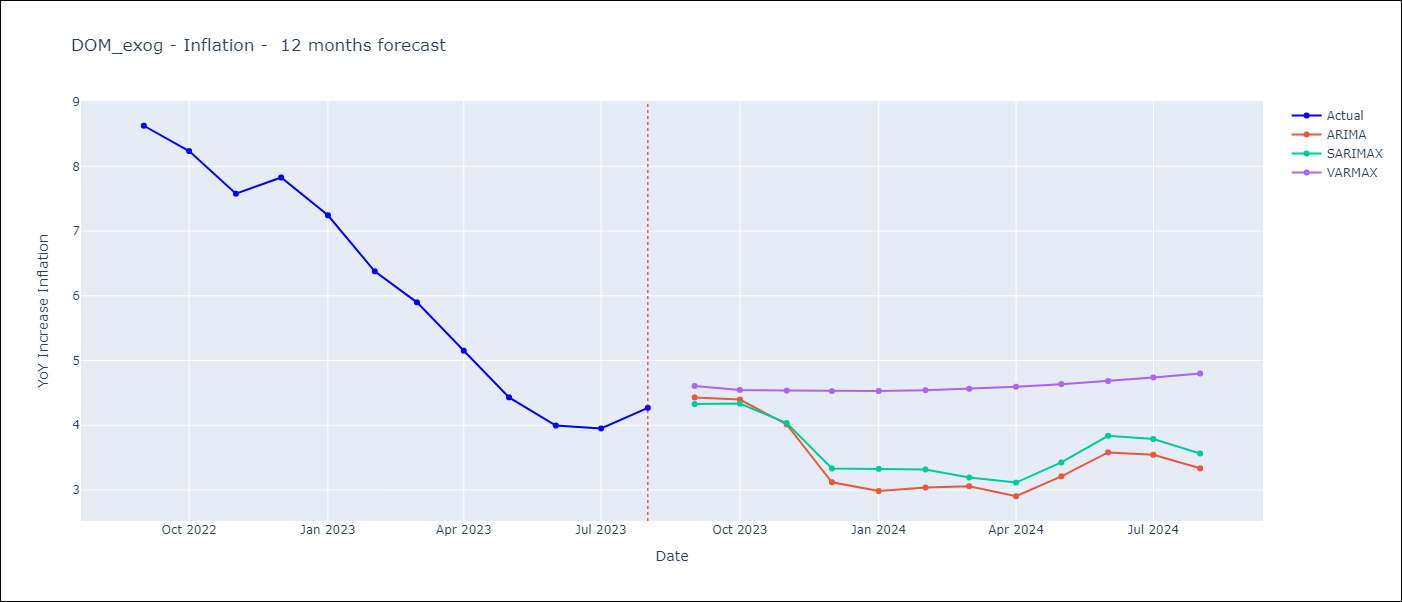 DOM_exog - Inflation -  12 months forecast
9
8
7
6
5
4
3
YoY Increase Inflation
Oct 2022
Jan 2023
Apr 2023
Jul 2023
Oct 2023
Jan 2024
Apr 2024
Jul 2024
Date
Actual
ARIMA
SARIMAX
VARMAX